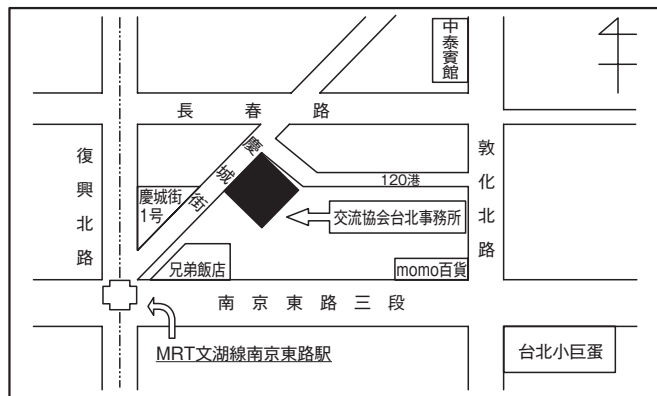 中泰賓館
長春路
復興北路
慶城街
敦化北路
120港
慶城街
1号
交流協会台北事務所
兄弟飯店
momo百貨
南京東路三段
MRT文湖線南京東路駅
台北小巨蛋